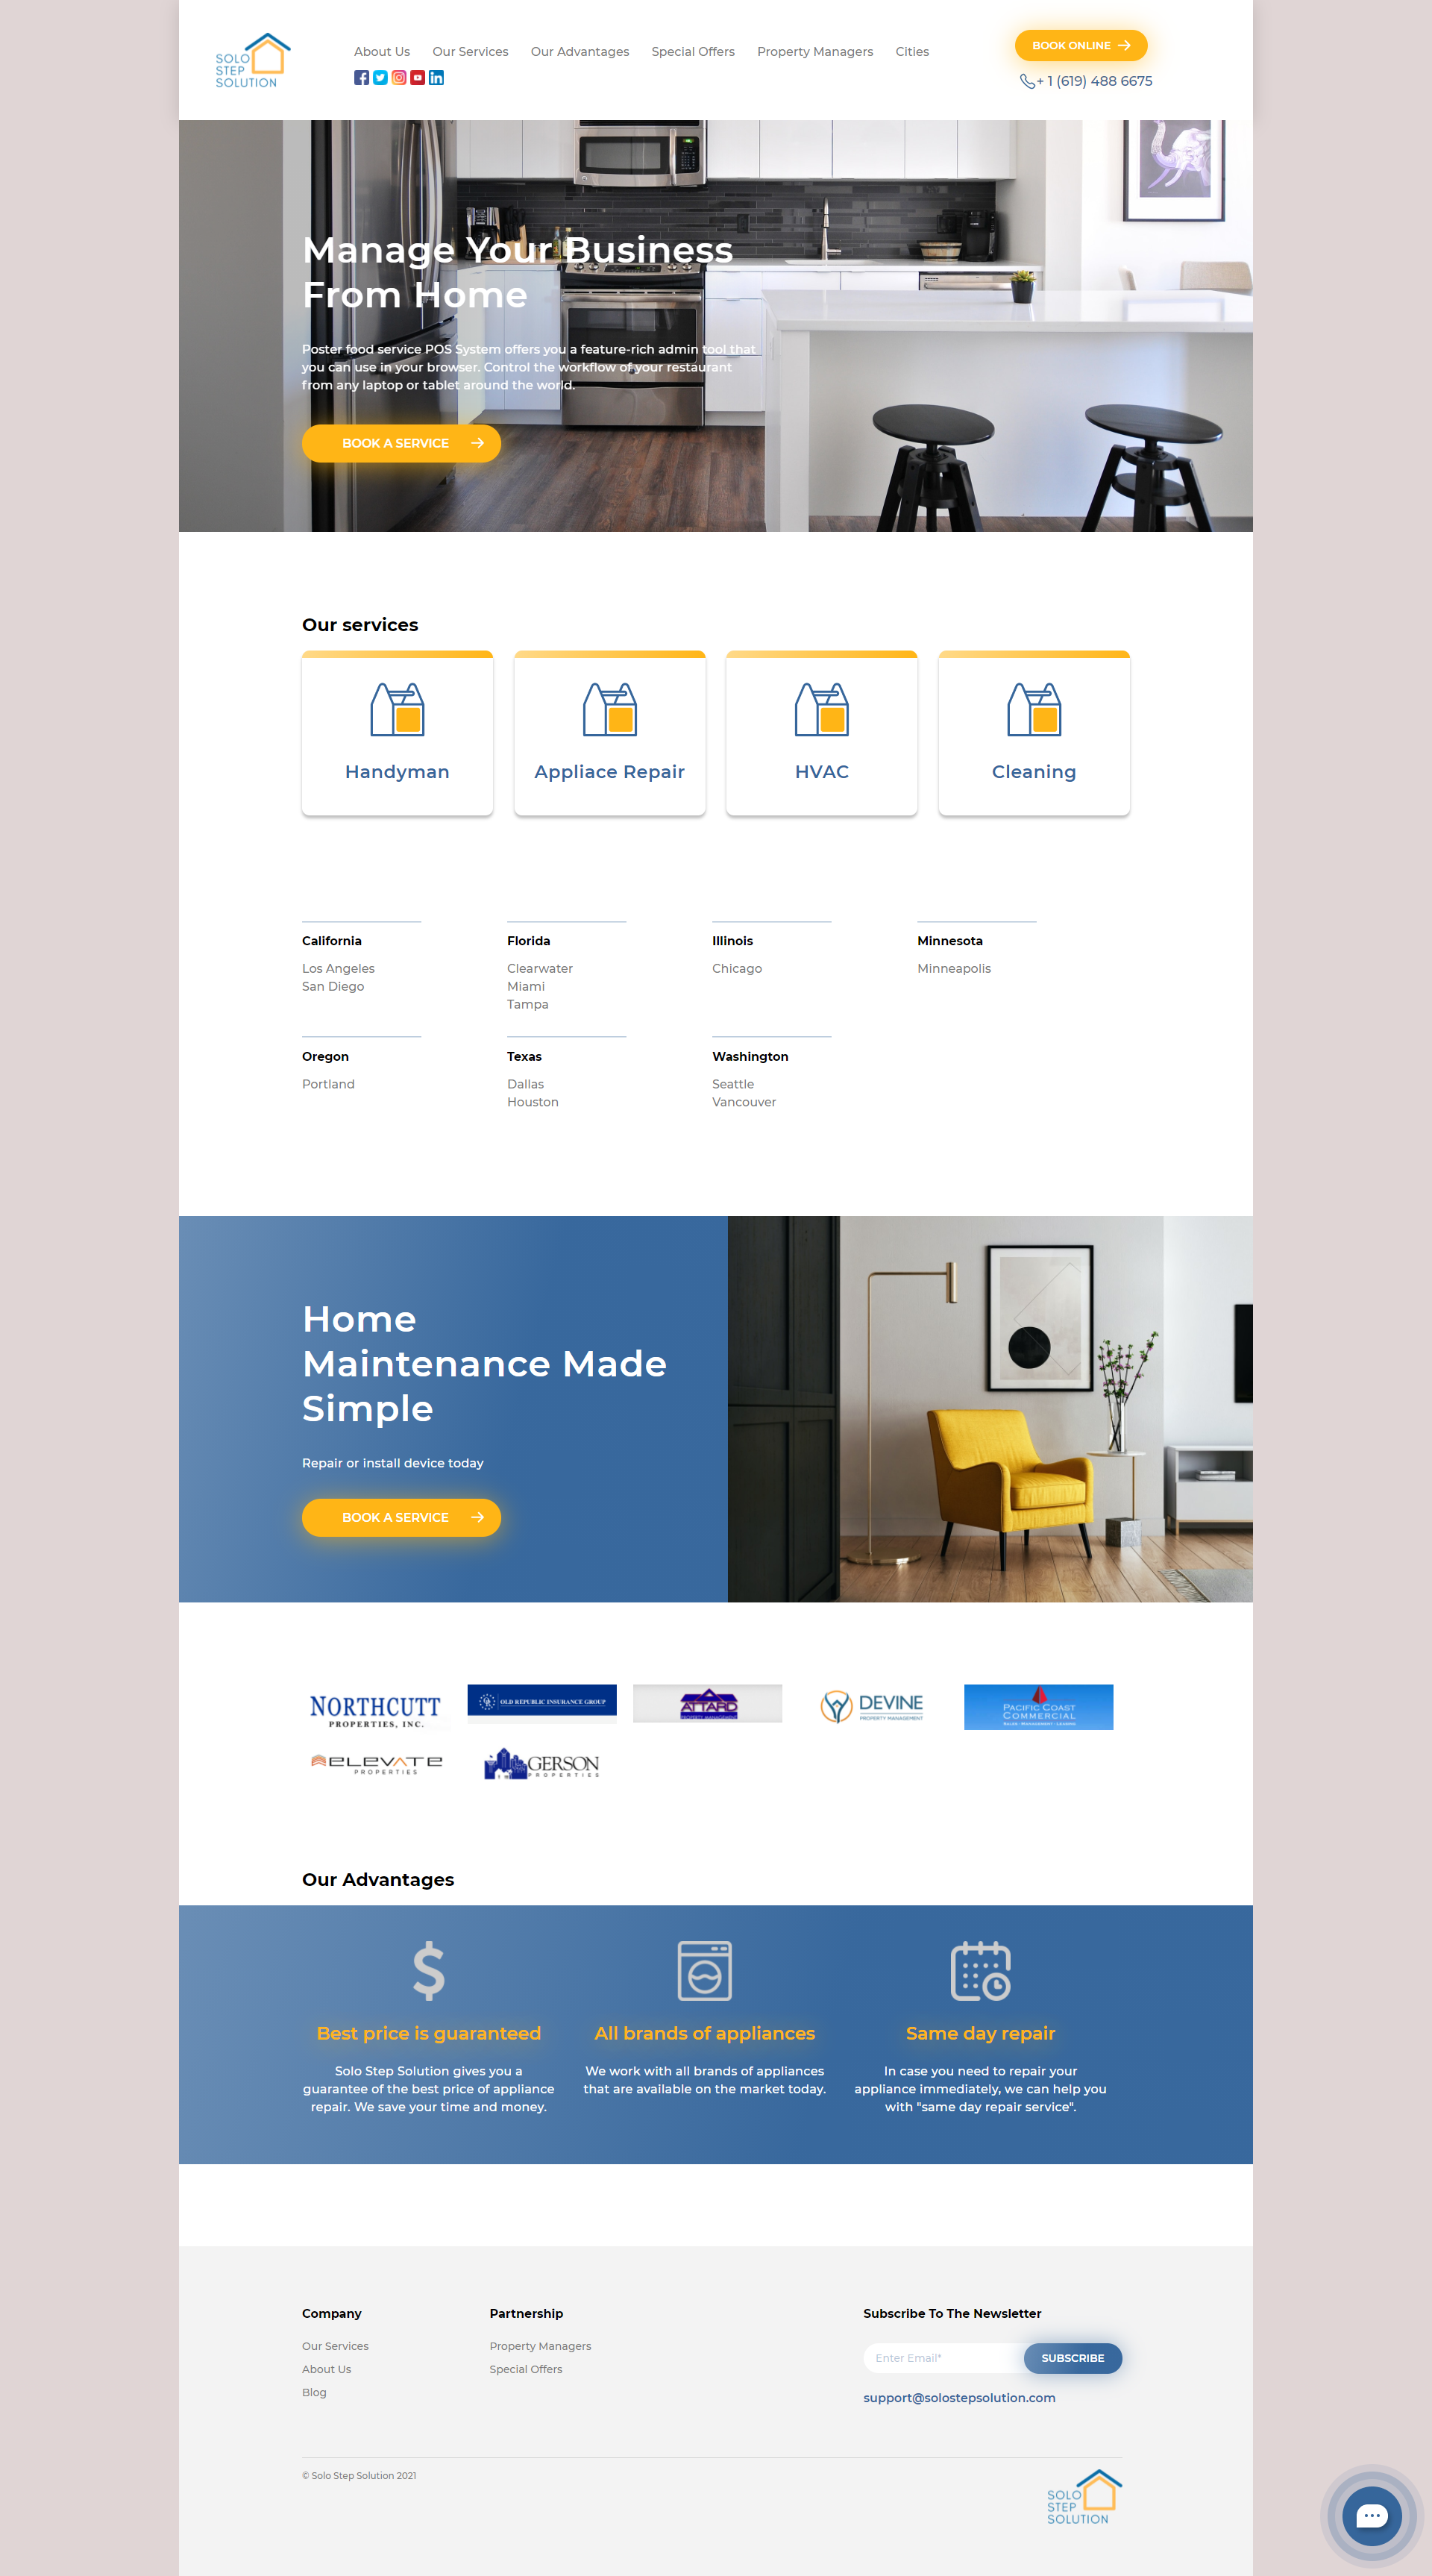 SOLO
STEP
SOLUTION
About Us
Our Services
Our Advantages
Special Offers
Property Managers
Cities
BOOK ONLINE
+ 1 (619) 488 6675
Manage Your Business
From Home
Poster food service POS System offers you a feature-rich admin tool that
you can use in your browser. Control the workflow of your restaurant
from any laptop or tablet around the world.
BOOK A SERVICE
Our services
Handyman
Appliace Repair
HVAC
Cleaning
California
Los Angeles
San Diego
Florida
Clearwater
Miami
Tampa
Illinois
Chicago
Minnesota
Minneapolis
Oregon
Portland
Texas
Dallas
Houston
Washington
Seattle
Vancouver
Home
Maintenance Made
Simple
Repair or install device today
BOOK A SERVICE
NORTHCUTT
PROPERTIES, INC.
OLD REPUBLIC INSURANCE GROUP
ATTARD
PROPERTY MANAGEMENT
DEVINE
PROPERTY MANAGEMENT
PACIFIC COAST
COMMERCIAL
SALES · MANAGEMENT · LEASING
ELEVATE
PROPERTIES
GERSON
PROPERTIES
Our Advantages
Best price is guaranteed
Solo Step Solution gives you a
guarantee of the best price of appliance
repair. We save your time and money.
All brands of appliances
We work with all brands of appliances
that are available on the market today.
Same day repair
In case you need to repair your
appliance immediately, we can help you
with "same day repair service".
Company
Our Services
About Us
Blog
Partnership
Property Managers
Special Offers
Subscribe To The Newsletter
Enter Email*
SUBSCRIBE
support@solostepsolution.com
© Solo Step Solution 2021
SOLO
STEP
SOLUTION